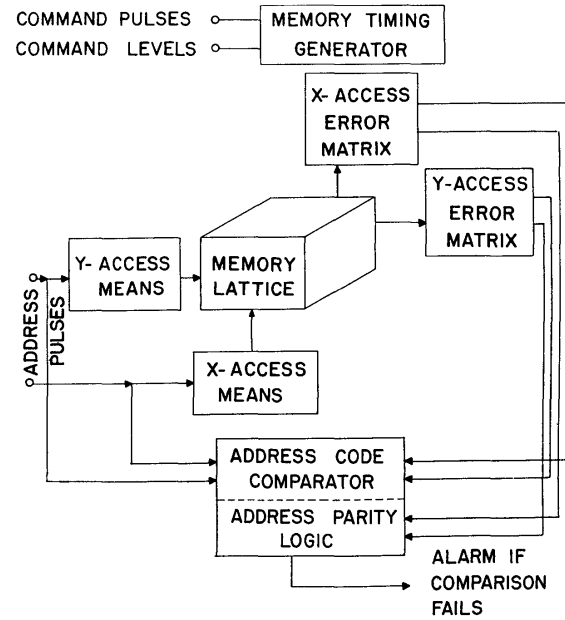 COMMAND PULSES
COMMAND LEVELS
MEMORY TIMING
GENERATOR
X- ACCESS
ERROR
MATRIX
Y-ACCESS
ERROR
MATRIX
Y- ACCESS
MEANS
MEMORY
LATTICE
ADDRESS
PULSES
X-ACCESS
MEANS
ADDRESS CODE
COMPARATOR
ADDRESS PARITY
LOGIC
ALARM IF
COMPARISON
FAILS